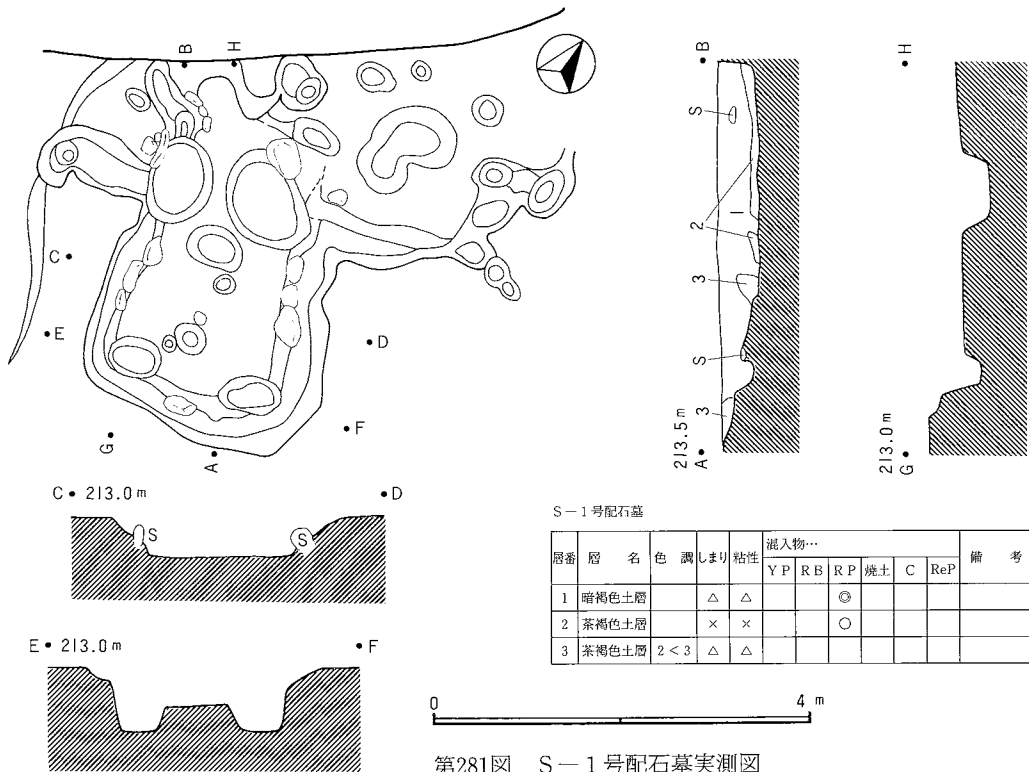 B
H
C
E
D
F
G
A
B
S
1
2
3
S
3
213.5 m
A
H
213.0 m
G
C 213.0 m D
S S
E 213.0 m F
S－1号配石墓
層番 層名 色調 しまり 粘性 混入物… 備考
YP RB RP 焼土 C ReP
1 暗褐色土層 △ △ ◎
2 茶褐色土層 × × ○
3 茶褐色土層 2＜3 △ △
0 4 m
第281図 S－1号配石墓実測図